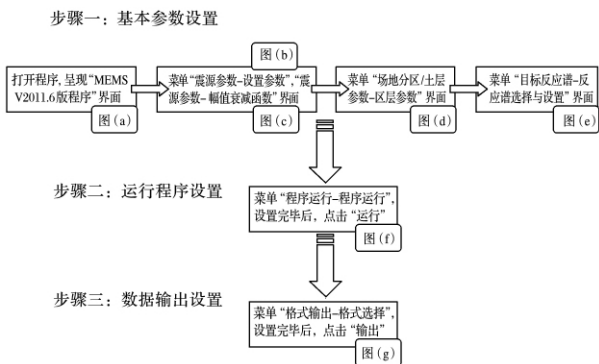 步骤一：基本参数设置
图(b)
打开程序，呈现“MEMS
V2011.6版程序”界面
图(a)
菜单“震源参数-设置参数”，“震
源参数-幅值衰减函数”界面
图(c)
菜单“场地分区/土层
参数-区层参数”界面
图(d)
菜单“目标反应谱-反
应谱选择与设置”界面
图(e)
步骤二：运行程序设置
菜单“程序运行-程序运行”，
设置完毕后，点击“运行”
图(f)
步骤三：数据输出设置
菜单“格式输出-格式选择”，
设置完毕后，点击“输出”
图(g)